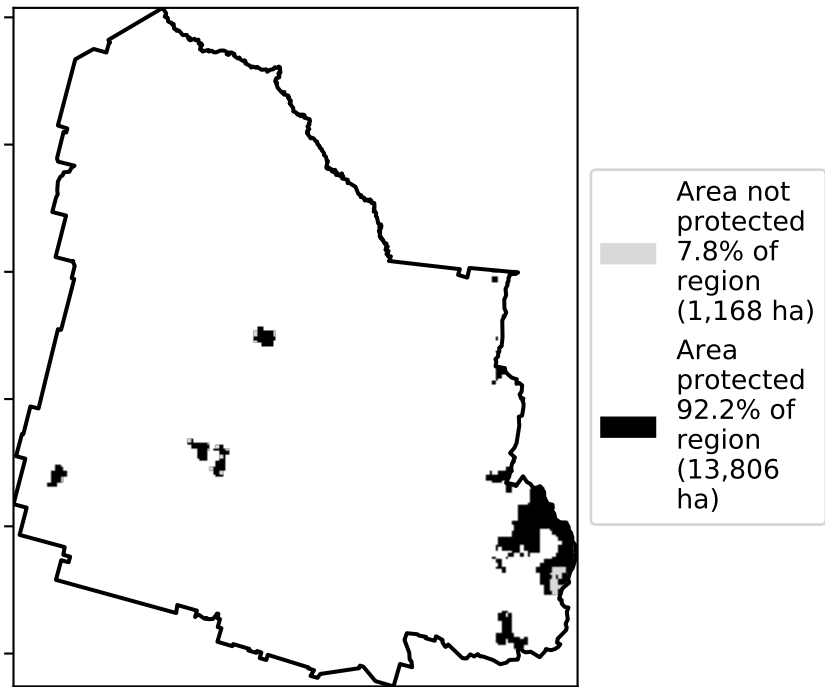 Area not
protected
7.8% of
region
(1,168 ha)
Area
protected
92.2% of
region
(13,806
ha)